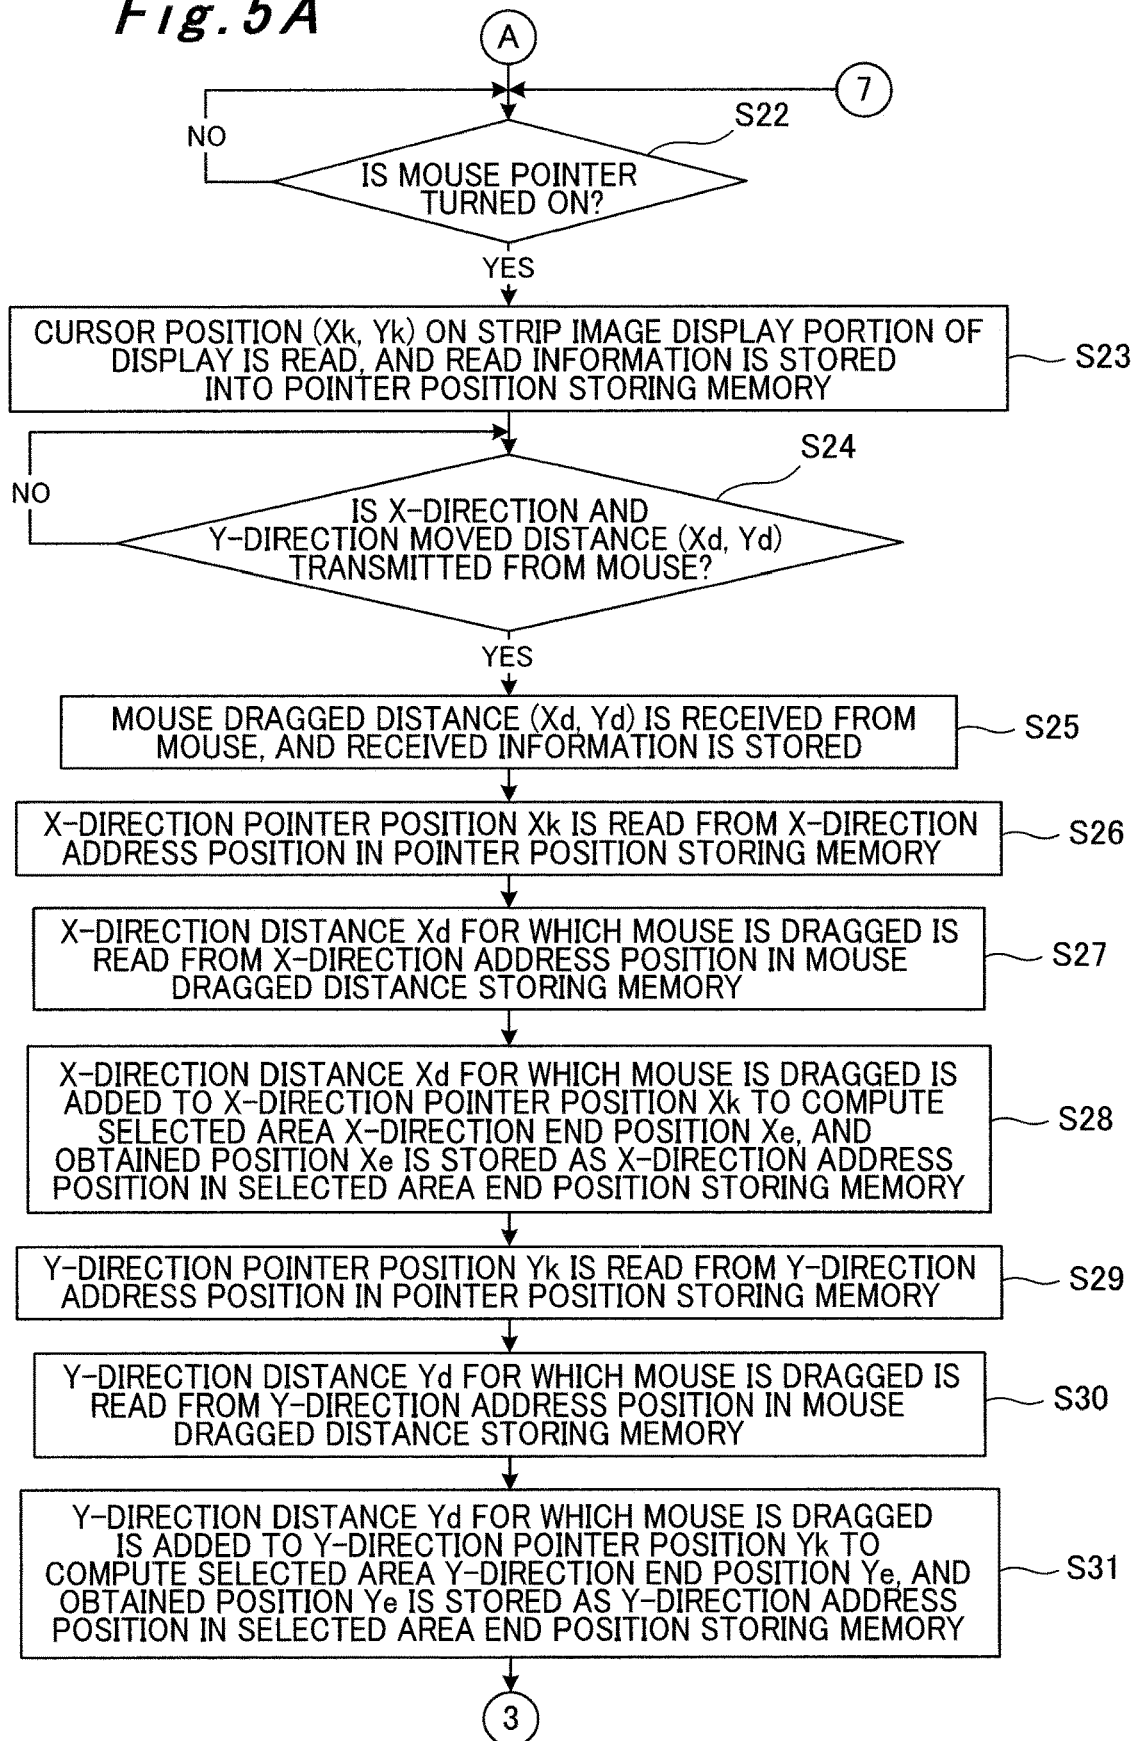 Fig. 5A
A
7
NO
S22
IS MOUSE POINTER
TURNED ON?
YES
CURSOR POSITION (Xk, Yk) ON STRIP IMAGE DISPLAY PORTION OF
DISPLAY IS READ, AND READ INFORMATION IS STORED
INTO POINTER POSITION STORING MEMORY
S23
S24
NO
IS X-DIRECTION AND
Y-DIRECTION MOVED DISTANCE (Xd, Yd)
TRANSMITTED FROM MOUSE?
YES
MOUSE DRAGGED DISTANCE (Xd, Yd) IS RECEIVED FROM
MOUSE, AND RECEIVED INFORMATION IS STORED
S25
X-DIRECTION POINTER POSITION Xk IS READ FROM X-DIRECTION
ADDRESS POSITION IN POINTER POSITION STORING MEMORY
S26
X-DIRECTION DISTANCE Xd FOR WHICH MOUSE IS DRAGGED IS
READ FROM X-DIRECTION ADDRESS POSITION IN MOUSE
DRAGGED DISTANCE STORING MEMORY
S27
X-DIRECTION DISTANCE Xd FOR WHICH MOUSE IS DRAGGED IS
ADDED TO X-DIRECTION POINTER POSITION Xk TO COMPUTE
SELECTED AREA X-DIRECTION END POSITION Xe, AND
OBTAINED POSITION Xe IS STORED AS X-DIRECTION ADDRESS
POSITION IN SELECTED AREA END POSITION STORING MEMORY
S28
Y-DIRECTION POINTER POSITION Yk IS READ FROM Y-DIRECTION
ADDRESS POSITION IN POINTER POSITION STORING MEMORY
S29
Y-DIRECTION DISTANCE Yd FOR WHICH MOUSE IS DRAGGED IS
READ FROM Y-DIRECTION ADDRESS POSITION IN MOUSE
DRAGGED DISTANCE STORING MEMORY
S30
Y-DIRECTION DISTANCE Yd FOR WHICH MOUSE IS DRAGGED
IS ADDED TO Y-DIRECTION POINTER POSITION Yk TO
COMPUTE SELECTED AREA Y-DIRECTION END POSITION Ye, AND
OBTAINED POSITION Ye IS STORED AS Y-DIRECTION ADDRESS
POSITION IN SELECTED AREA END POSITION STORING MEMORY
S31
3